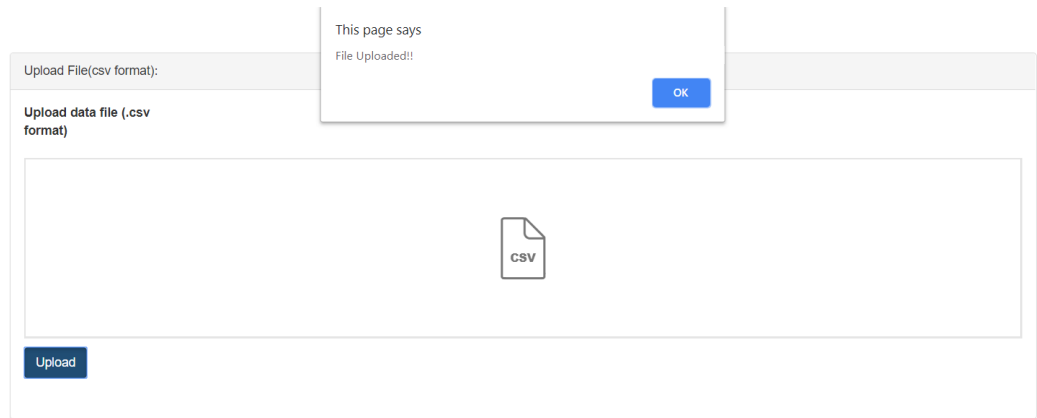 This page says
File Uploaded!!
OK
Upload File(csv format):
Upload data file (.csv
format)
CSV
Upload